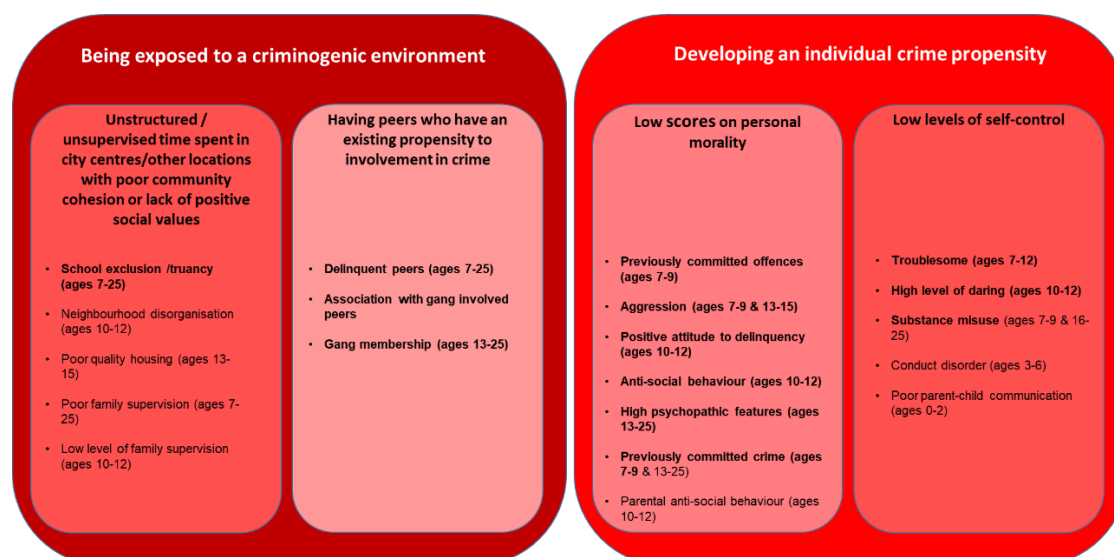 Being exposed to a criminogenic environment
Unstructured /
unsupervised time spent in
city centres/other locations
with poor community
cohesion or lack of positive
social values
• School exclusion /truancy
(ages 7-25)
• Neighbourhood disorganisation
(ages 10-12)
• Poor quality housing (ages 13-
15)
• Poor family supervision (ages 7-
25)
• Low level of family supervision
(ages 10-12)
Having peers who have an
existing propensity to
involvement in crime
• Delinquent peers (ages 7-25)
• Association with gang involved
peers
• Gang membership (ages 13-25)
Developing an individual crime propensity
Low scores on personal
morality
• Previously committed offences
(ages 7-9)
• Aggression (ages 7-9 & 13-15)
• Positive attitude to delinquency
(ages 10-12)
• Anti-social behaviour (ages 10-12)
• High psychopathic features (ages
13-25)
• Previously committed crime (ages
7-9 & 13-25)
• Parental anti-social behaviour (ages
10-12)
Low levels of self-control
• Troublesome (ages 7-12)
• High level of daring (ages 10-12)
• Substance misuse (ages 7-9 & 16-
25)
• Conduct disorder (ages 3-6)
• Poor parent-child communication
(ages 0-2)